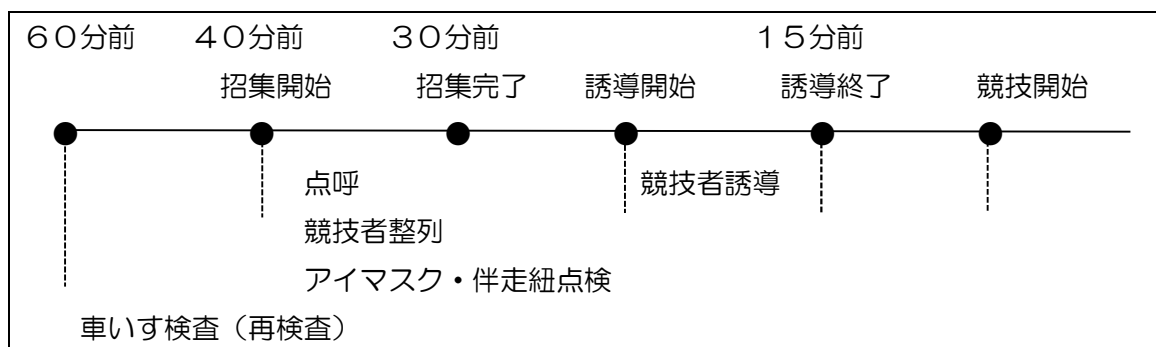 ６０分前　４０分前　３０分前　１５分前
招集開始　招集完了　誘導開始　誘導終了　競技開始
点呼　競技者誘導
競技者整列
アイマスク・伴走紐点検
車いす検査（再検査）